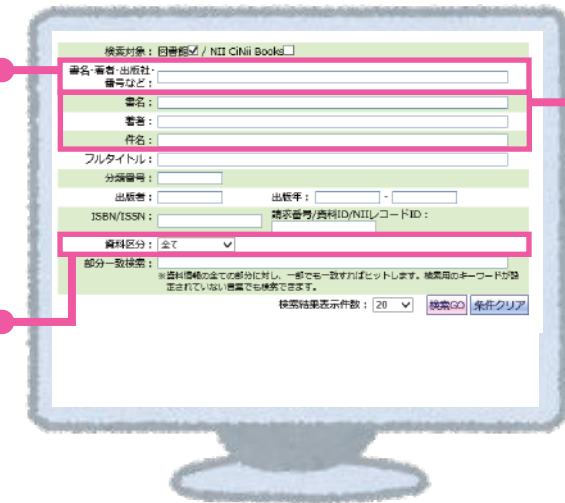 検索対象： 図書館 / NII CiNii Books
書名・著者・出版社・
番号など：
書名：
著者：
件名：
フルタイトル：
分類番号：
出版者： 出版年： -
ISBN/ISSN： 請求番号/資料ID/NIIレコードID：
資料区分： 全て
部分一致検索：
※資料情報の全ての部分に対し、一部でも一致すればヒットします。検索用のキーワードが設
定されていない言葉でも検索できます。
検索結果表示件数： 20 検索GO 条件クリア